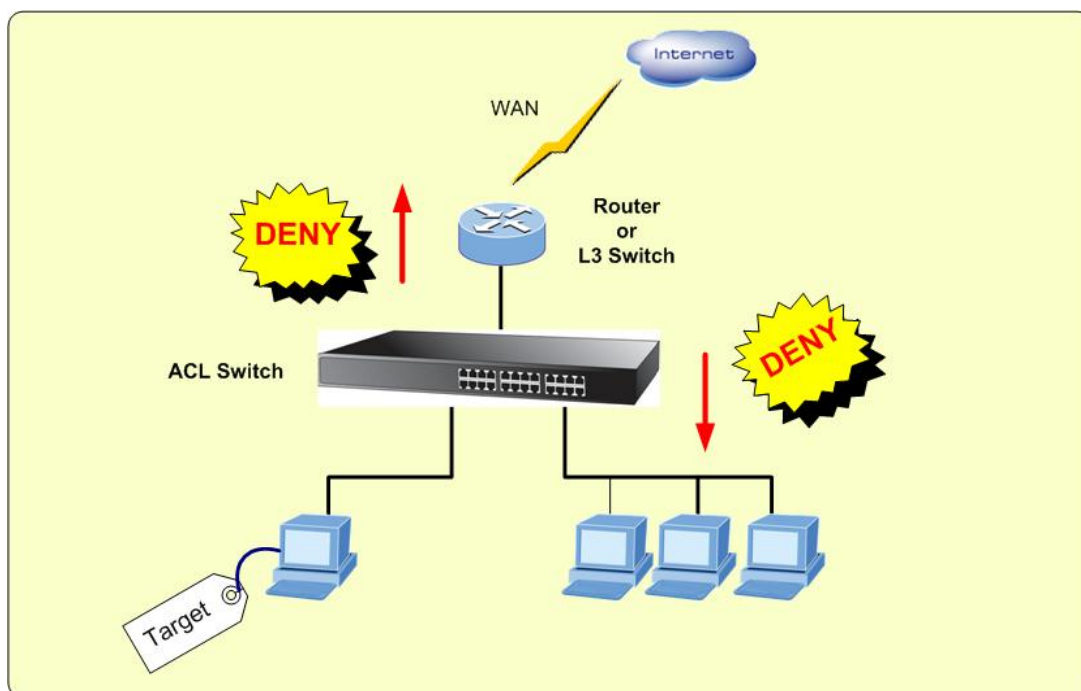 Internet
WAN
DENY
Router
or
L3 Switch
DENY
ACL Switch
Target